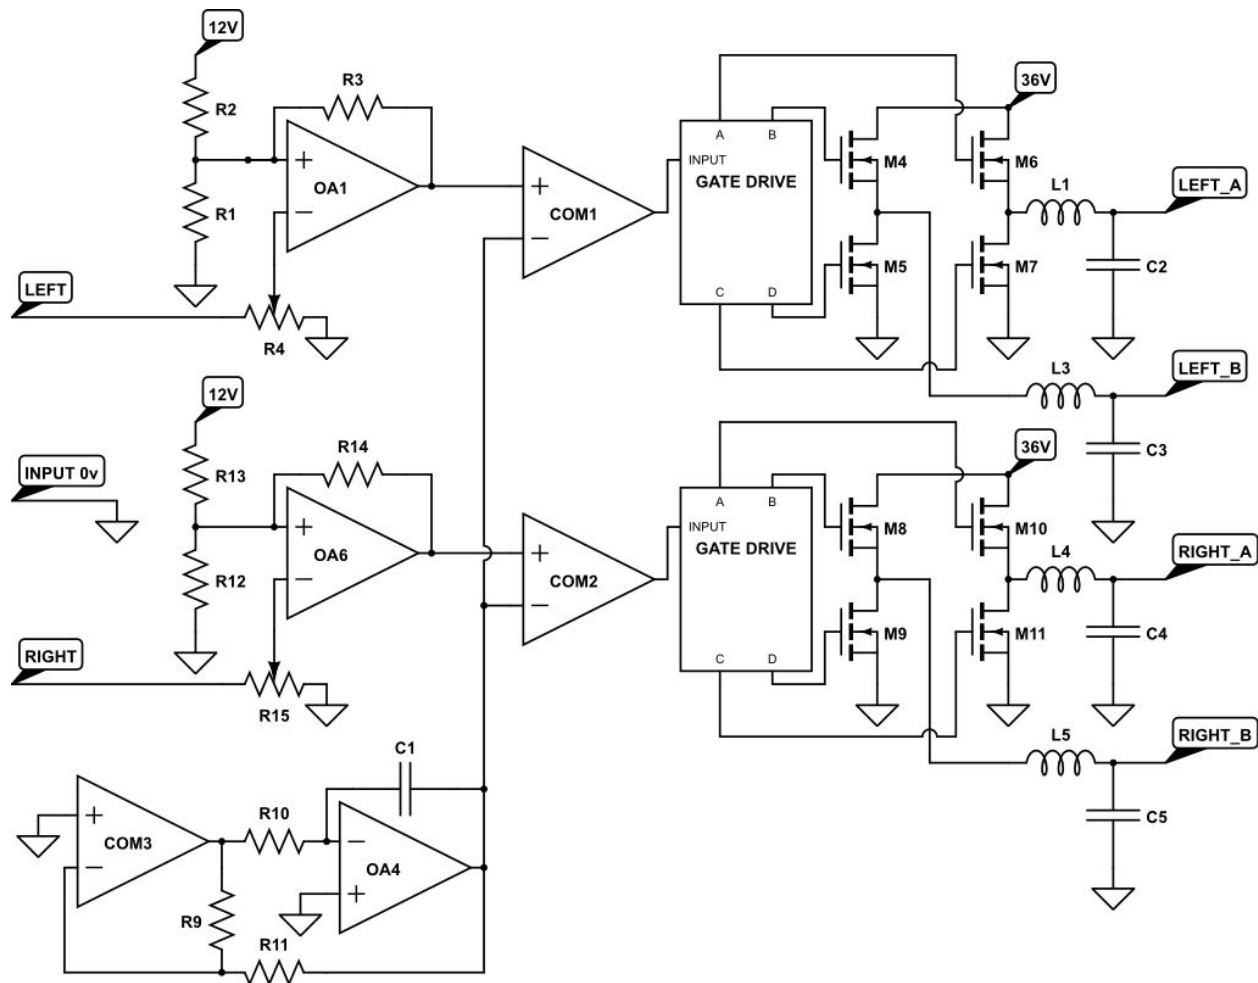 12V
R3
R2
36V
A
B
OA1
INPUT
M4
M6
GATE DRIVE
L1
LEFT_A
R1
COM1
M5
M7
C2
LEFT
C
D
R4
L3
LEFT_B
12V
R14
36V
C3
INPUT 0v
R13
A
B
OA6
INPUT
M8
M10
GATE DRIVE
L4
RIGHT_A
R12
COM2
M9
M11
C4
RIGHT
C
D
R15
L5
RIGHT_B
C1
R10
COM3
OA4
C5
R9
R11